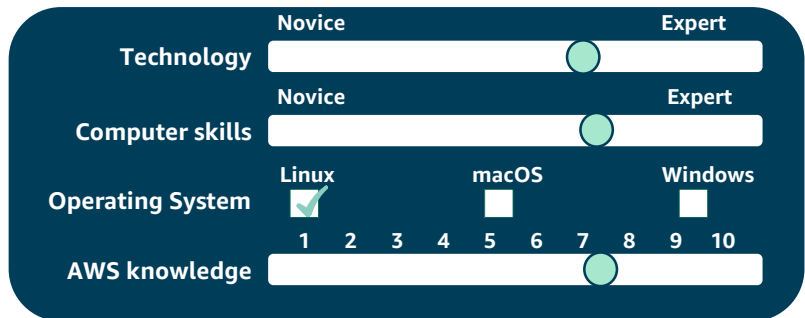 Novice Expert
Technology
Novice Expert
Computer skills
Linux macOS Windows
Operating System
1 2 3 4 5 6 7 8 9 10
AWS knowledge